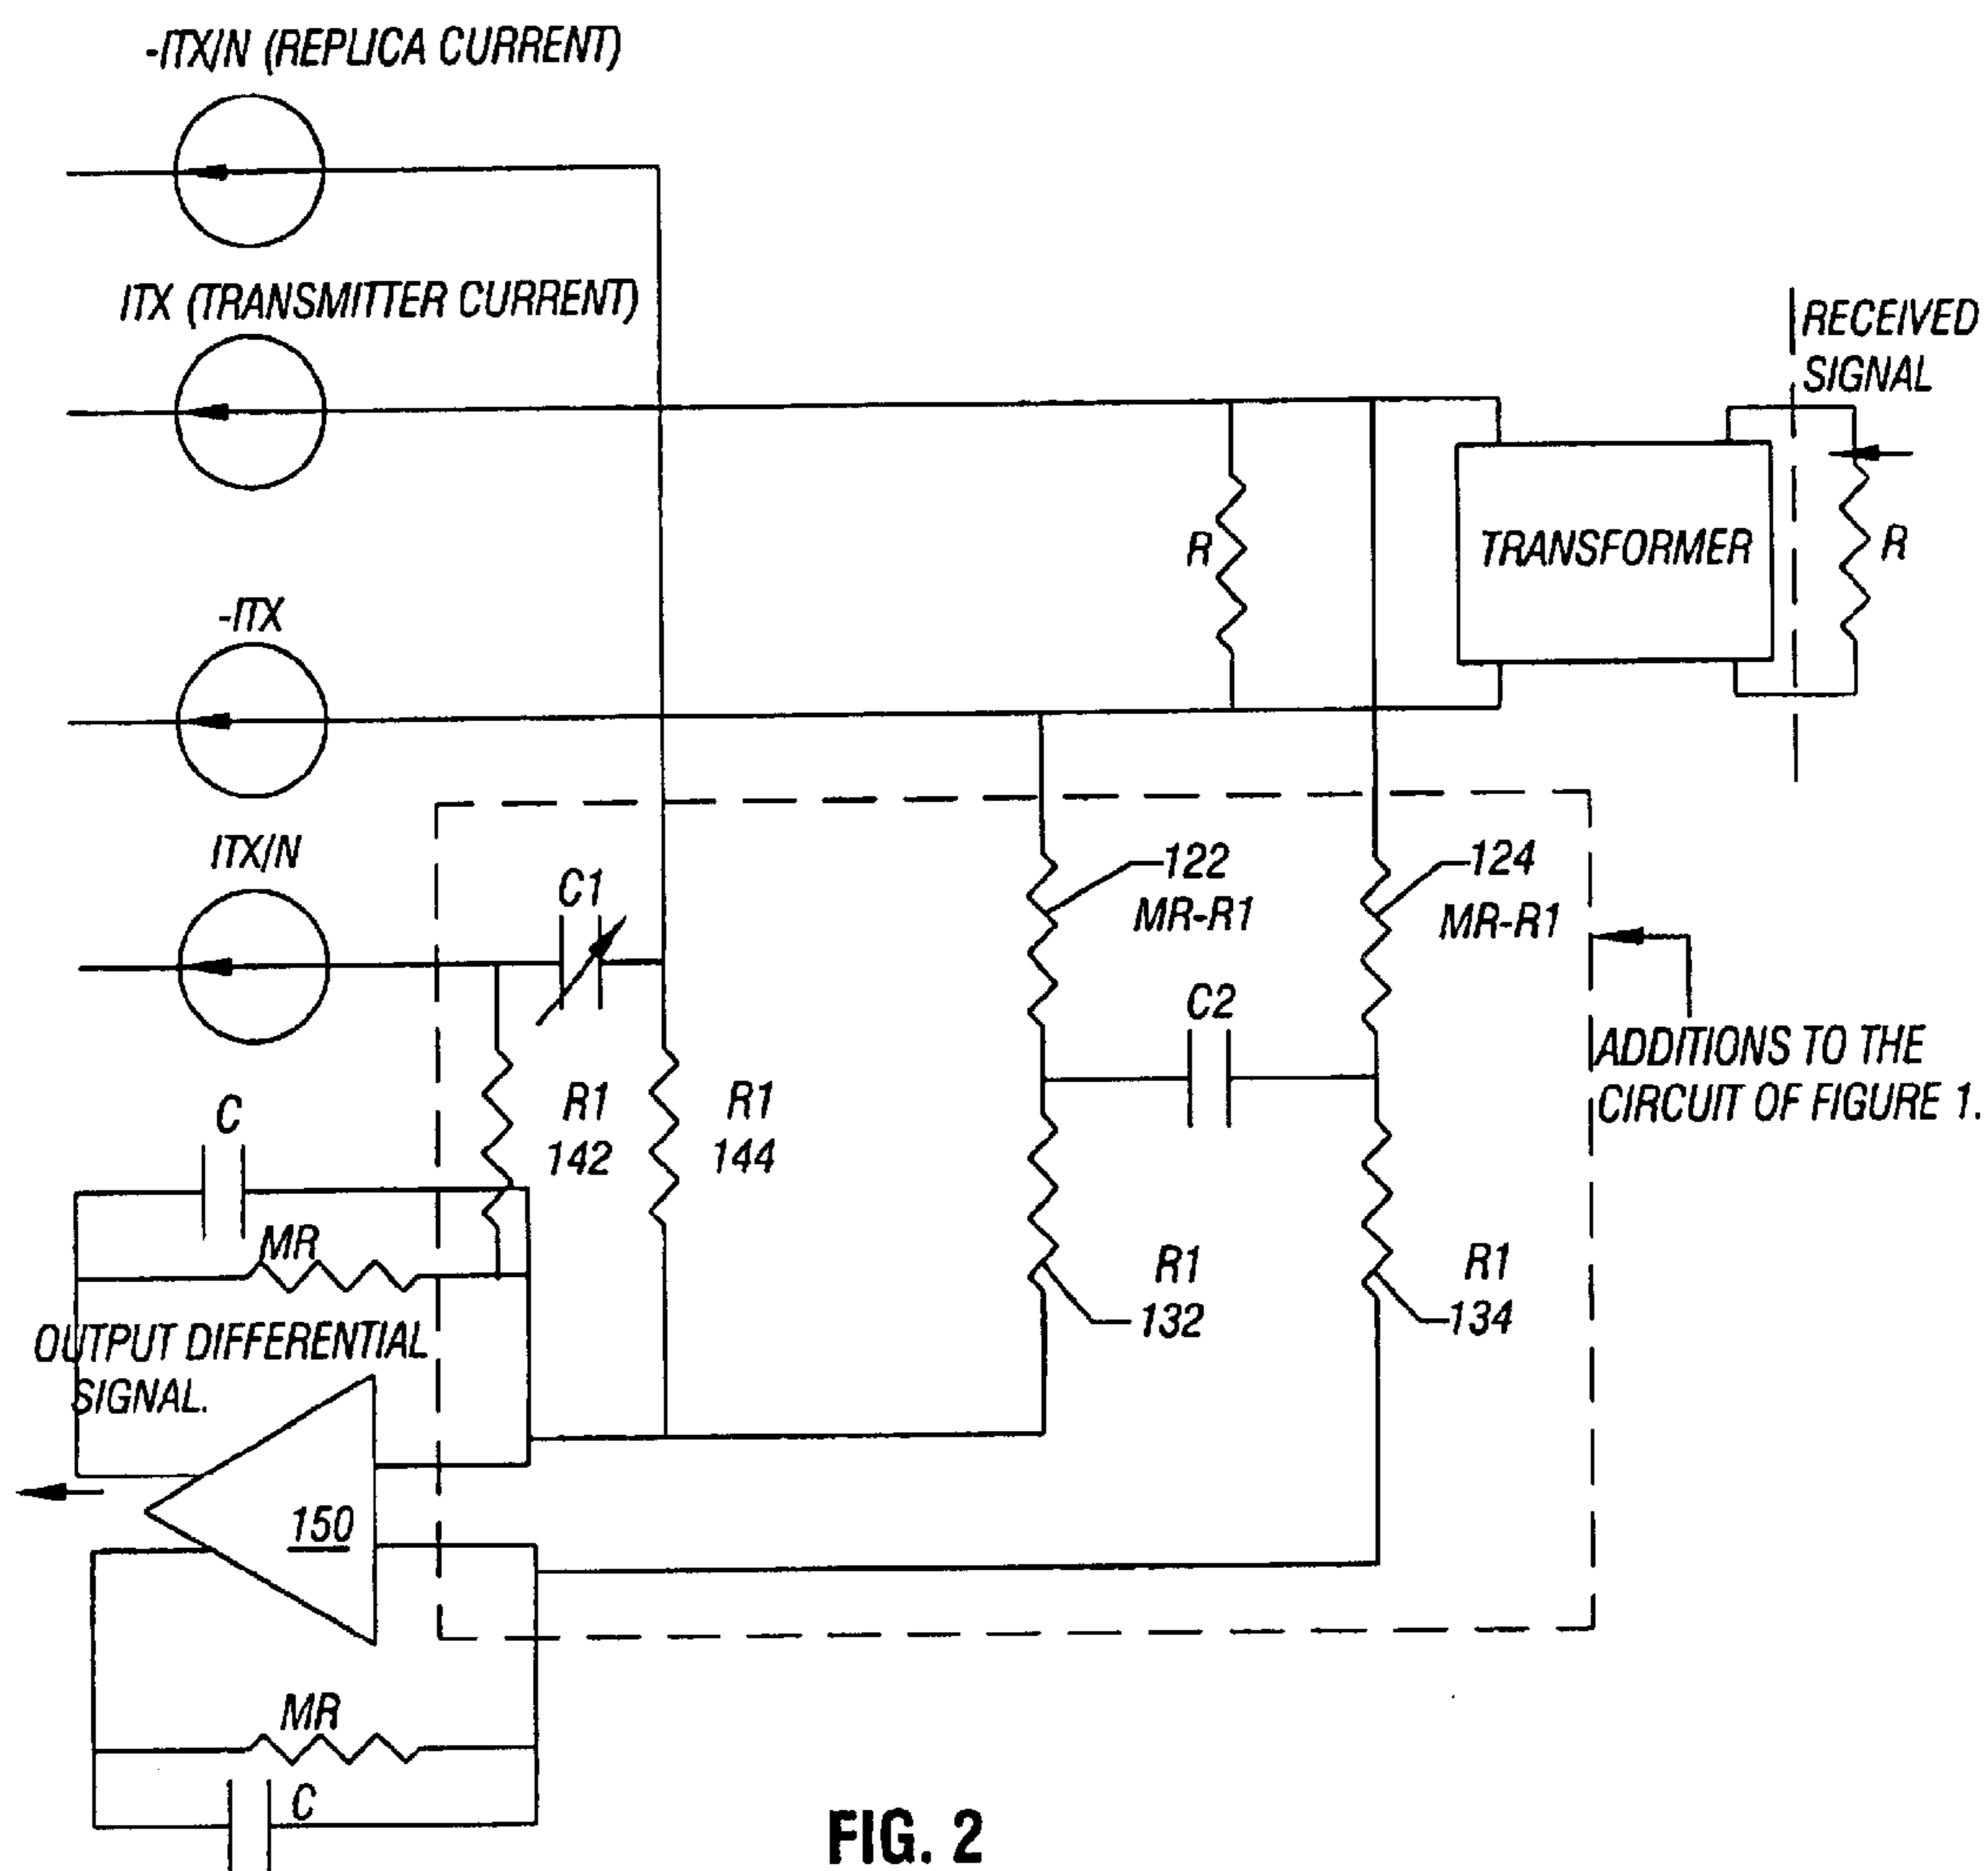 -ITX/N (REPLICA CURRENT)
ITX (TRANSMITTER CURRENT)
RECEIVED
SIGNAL
R
TRANSFORMER
R
-ITX
ITX/N
C1
122
MR-R1
124
MR-R1
C2
ADDITIONS TO THE
CIRCUIT OF FIGURE 1.
R1
142
R1
144
C
MR
R1
132
R1
134
OUTPUT DIFFERENTIAL
SIGNAL.
150
MR
C
FIG. 2